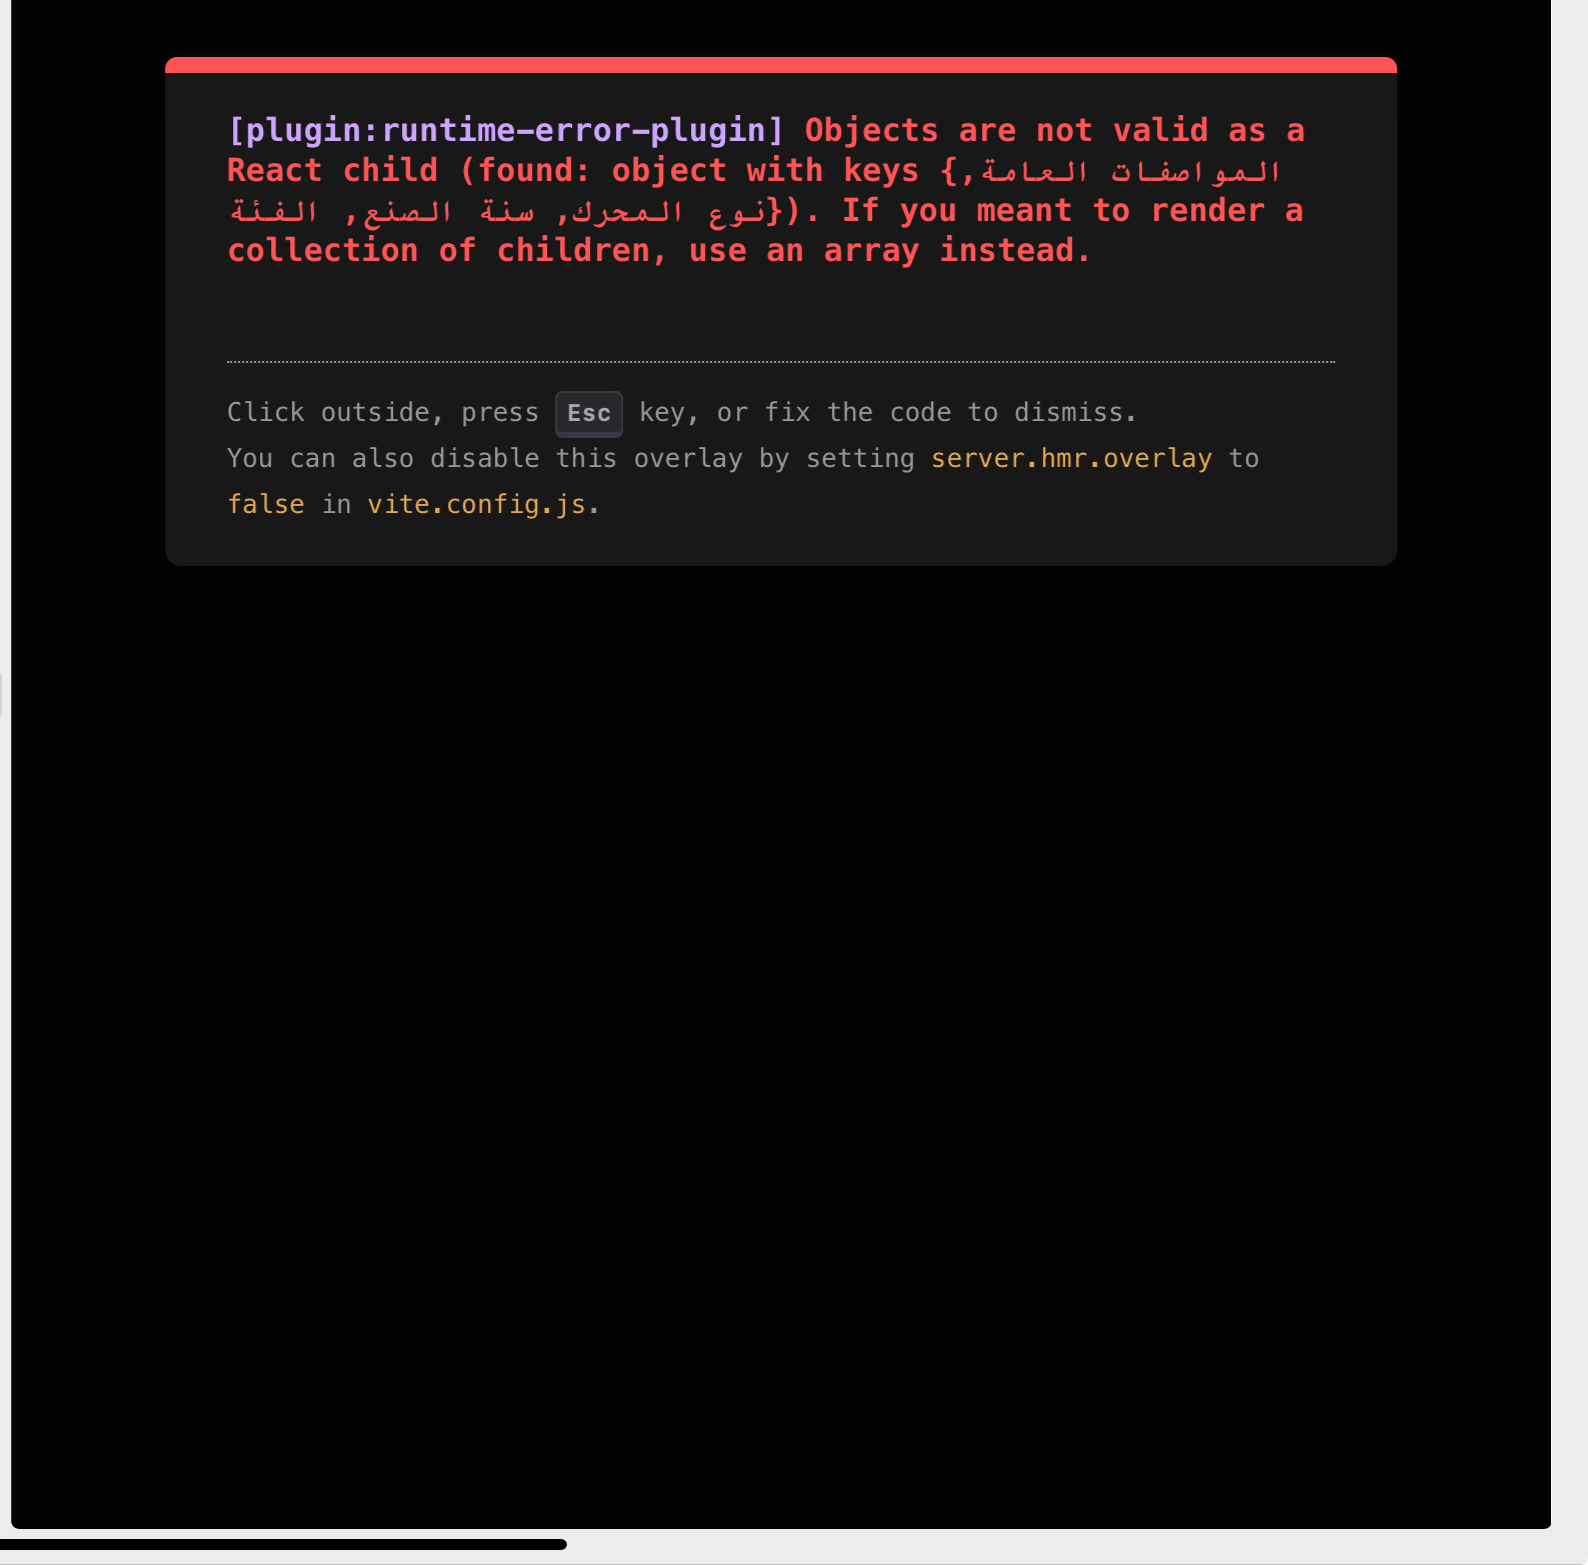 [plugin:runtime-error-plugin] Objects are not valid as a
React child (found: object with keys {المواصفات العامة,
نوع المحرك, سنة الصنع, الفئة}). If you meant to render a
collection of children, use an array instead.
Click outside, press Esc key, or fix the code to dismiss.
You can also disable this overlay by setting server.hmr.overlay to
false in vite.config.js.